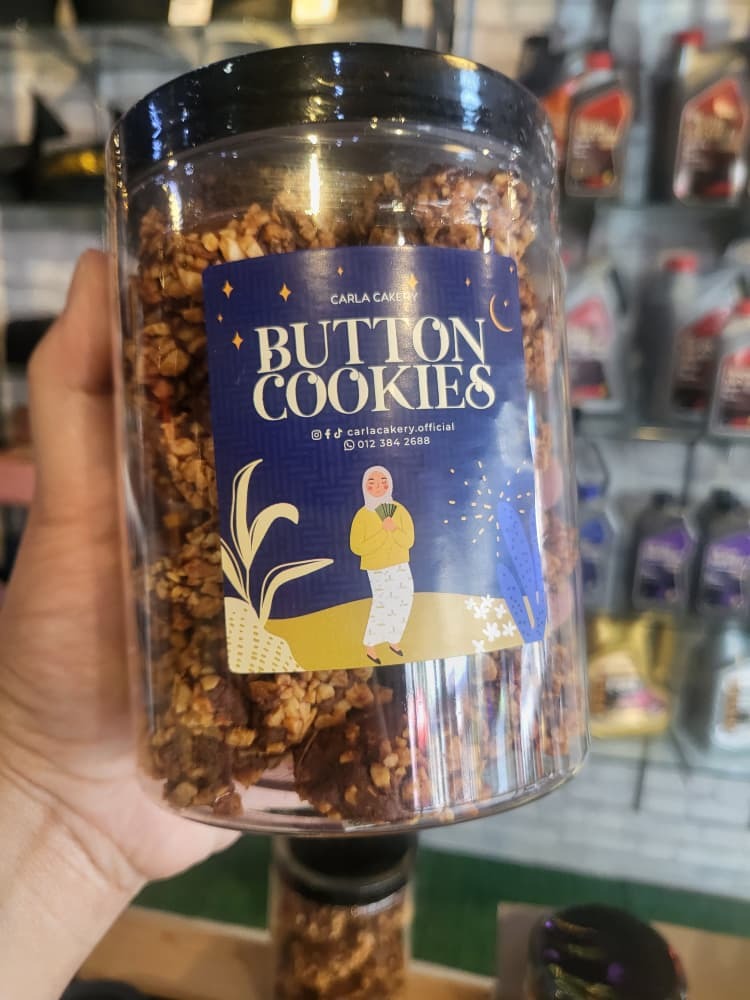 CARLA CAKERY
BUTTON
COOKIES
carlacakery.official
012 384 2688